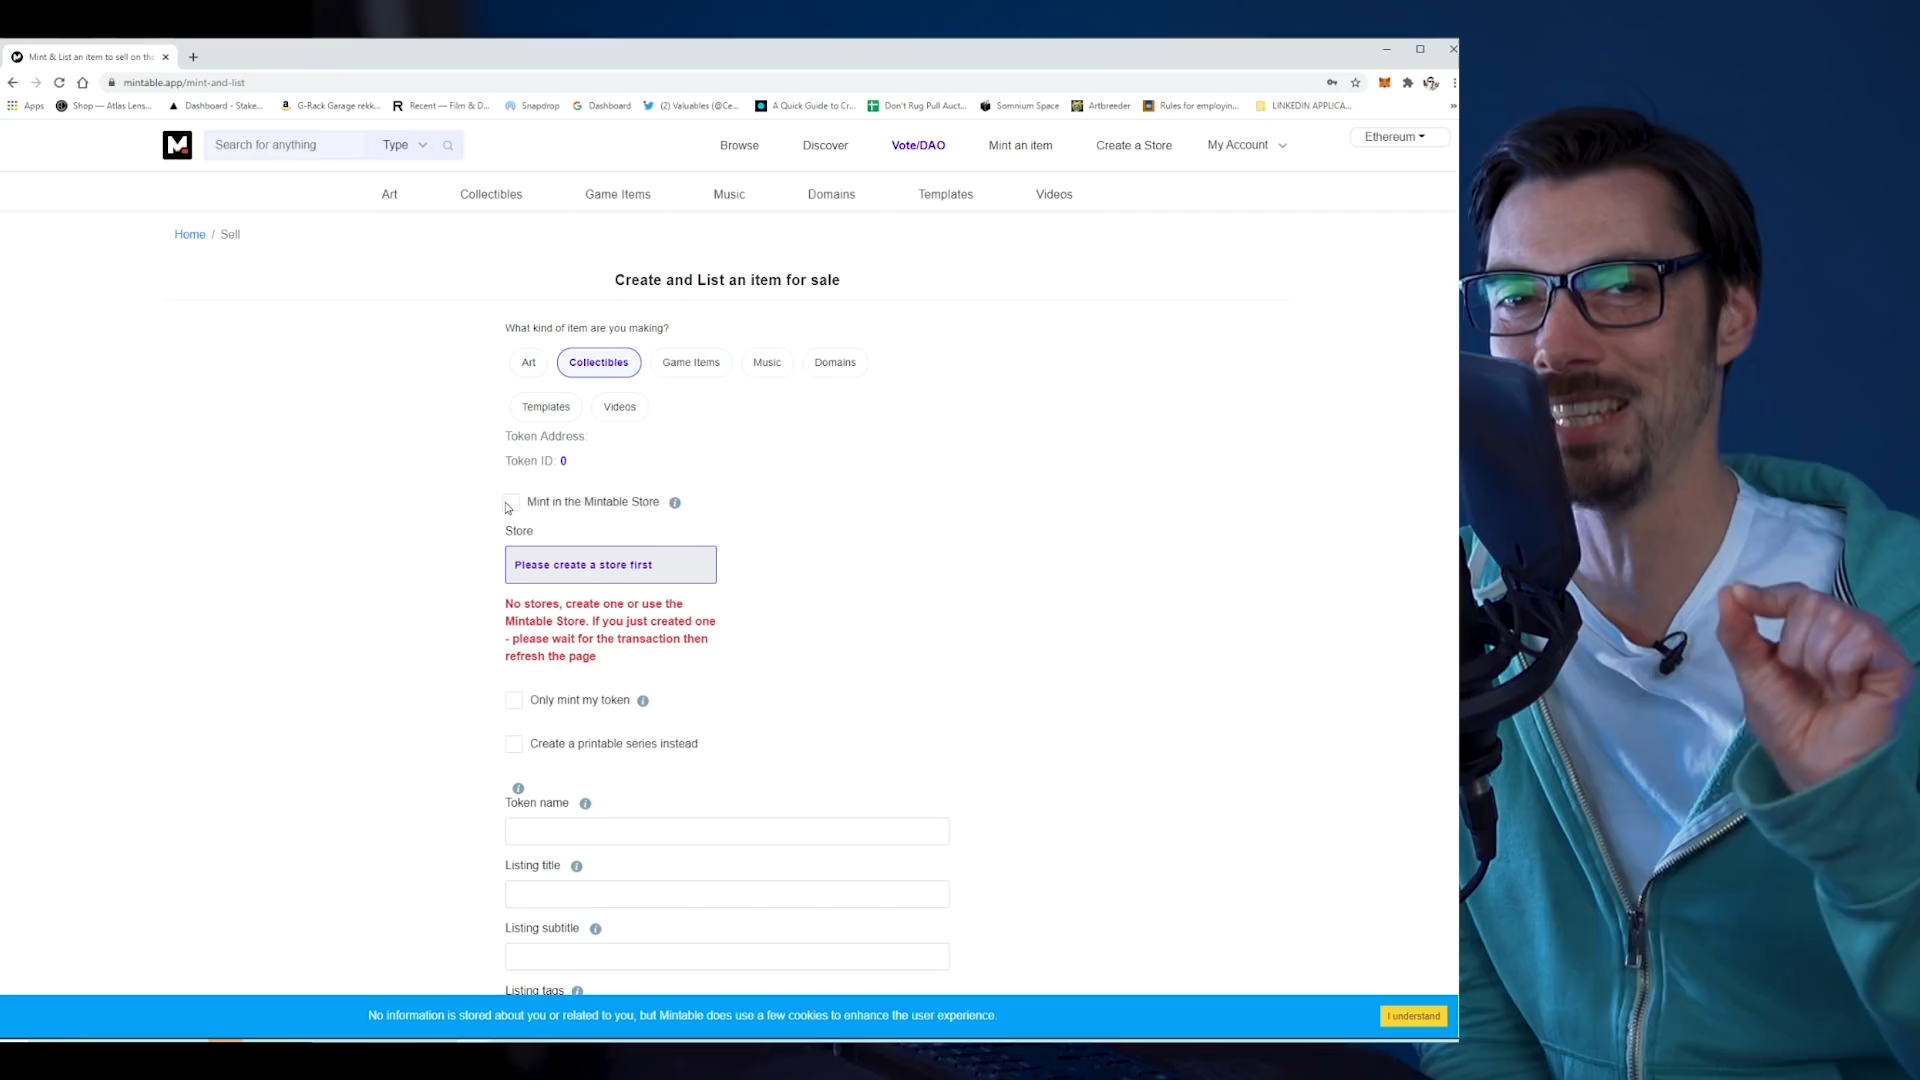 Mint & List an item to sell on the
mintable.app/mint-and-list
Apps Shop — Atlas Lens... Dashboard - Stake... G-Rack Garage rekk... Recent — Film & D... Snapdrop Dashboard (2) Valuables (@Ce... A Quick Guide to Cr... Don't Rug Pull Auct... Somnium Space Artbreeder Rules for employin... LINKEDIN APPLICA...
Search for anything Type Browse Discover Vote/DAO Mint an item Create a Store My Account Ethereum
Art Collectibles Game Items Music Domains Templates Videos
Home / Sell
Create and List an item for sale
What kind of item are you making?
Art Collectibles Game Items Music Domains
Templates Videos
Token Address:
Token ID: 0
Mint in the Mintable Store
Store
Please create a store first
No stores, create one or use the
Mintable Store. If you just created one
- please wait for the transaction then
refresh the page
Only mint my token
Create a printable series instead
Token name
Listing title
Listing subtitle
Listing tags
No information is stored about you or related to you, but Mintable does use a few cookies to enhance the user experience.
I understand